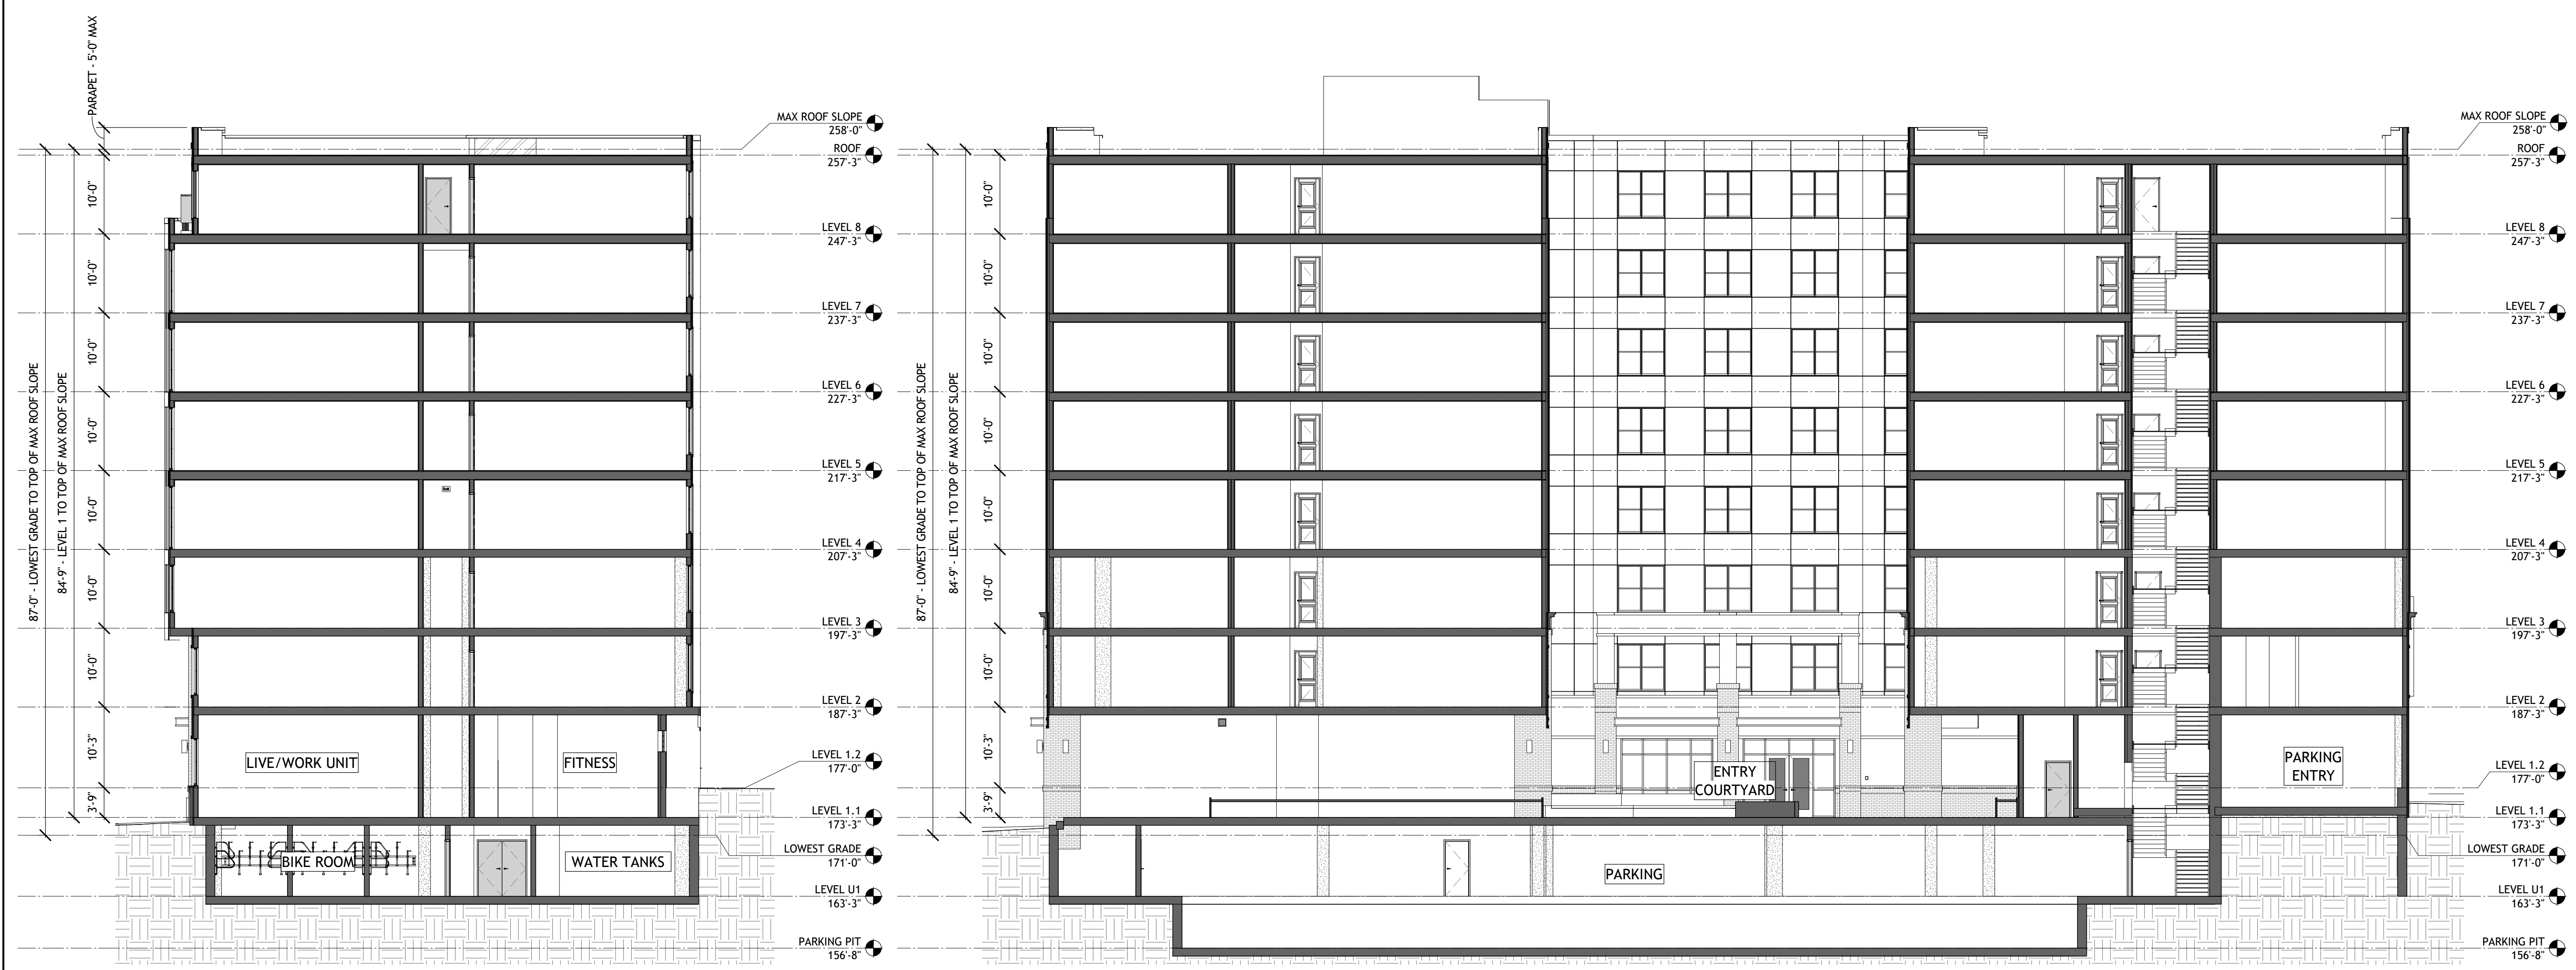 PARAPET - 5'-0" MAX
87'-0" - LOWEST GRADE TO TOP OF MAX ROOF SLOPE
84'-9" - LEVEL 1 TO TOP OF MAX ROOF SLOPE
10'-0"
10'-0"
10'-0"
10'-0"
10'-0"
10'-0"
10'-0"
10'-3"
3'-9"
LIVE/WORK UNIT
FITNESS
BIKE ROOM
WATER TANKS
MAX ROOF SLOPE
258'-0"
ROOF
257'-3"
LEVEL 8
247'-3"
LEVEL 7
237'-3"
LEVEL 6
227'-3"
LEVEL 5
217'-3"
LEVEL 4
207'-3"
LEVEL 3
197'-3"
LEVEL 2
187'-3"
LEVEL 1.2
177'-0"
LEVEL 1.1
173'-3"
LOWEST GRADE
171'-0"
LEVEL U1
163'-3"
PARKING PIT
156'-8"
87'-0" - LOWEST GRADE TO TOP OF MAX ROOF SLOPE
84'-9" - LEVEL 1 TO TOP OF MAX ROOF SLOPE
10'-0"
10'-0"
10'-0"
10'-0"
10'-0"
10'-0"
10'-0"
10'-3"
3'-9"
ENTRY
COURTYARD
PARKING
ENTRY
PARKING
MAX ROOF SLOPE
258'-0"
ROOF
257'-3"
LEVEL 8
247'-3"
LEVEL 7
237'-3"
LEVEL 6
227'-3"
LEVEL 5
217'-3"
LEVEL 4
207'-3"
LEVEL 3
197'-3"
LEVEL 2
187'-3"
LEVEL 1.2
177'-0"
LEVEL 1.1
173'-3"
LOWEST GRADE
171'-0"
LEVEL U1
163'-3"
PARKING PIT
156'-8"